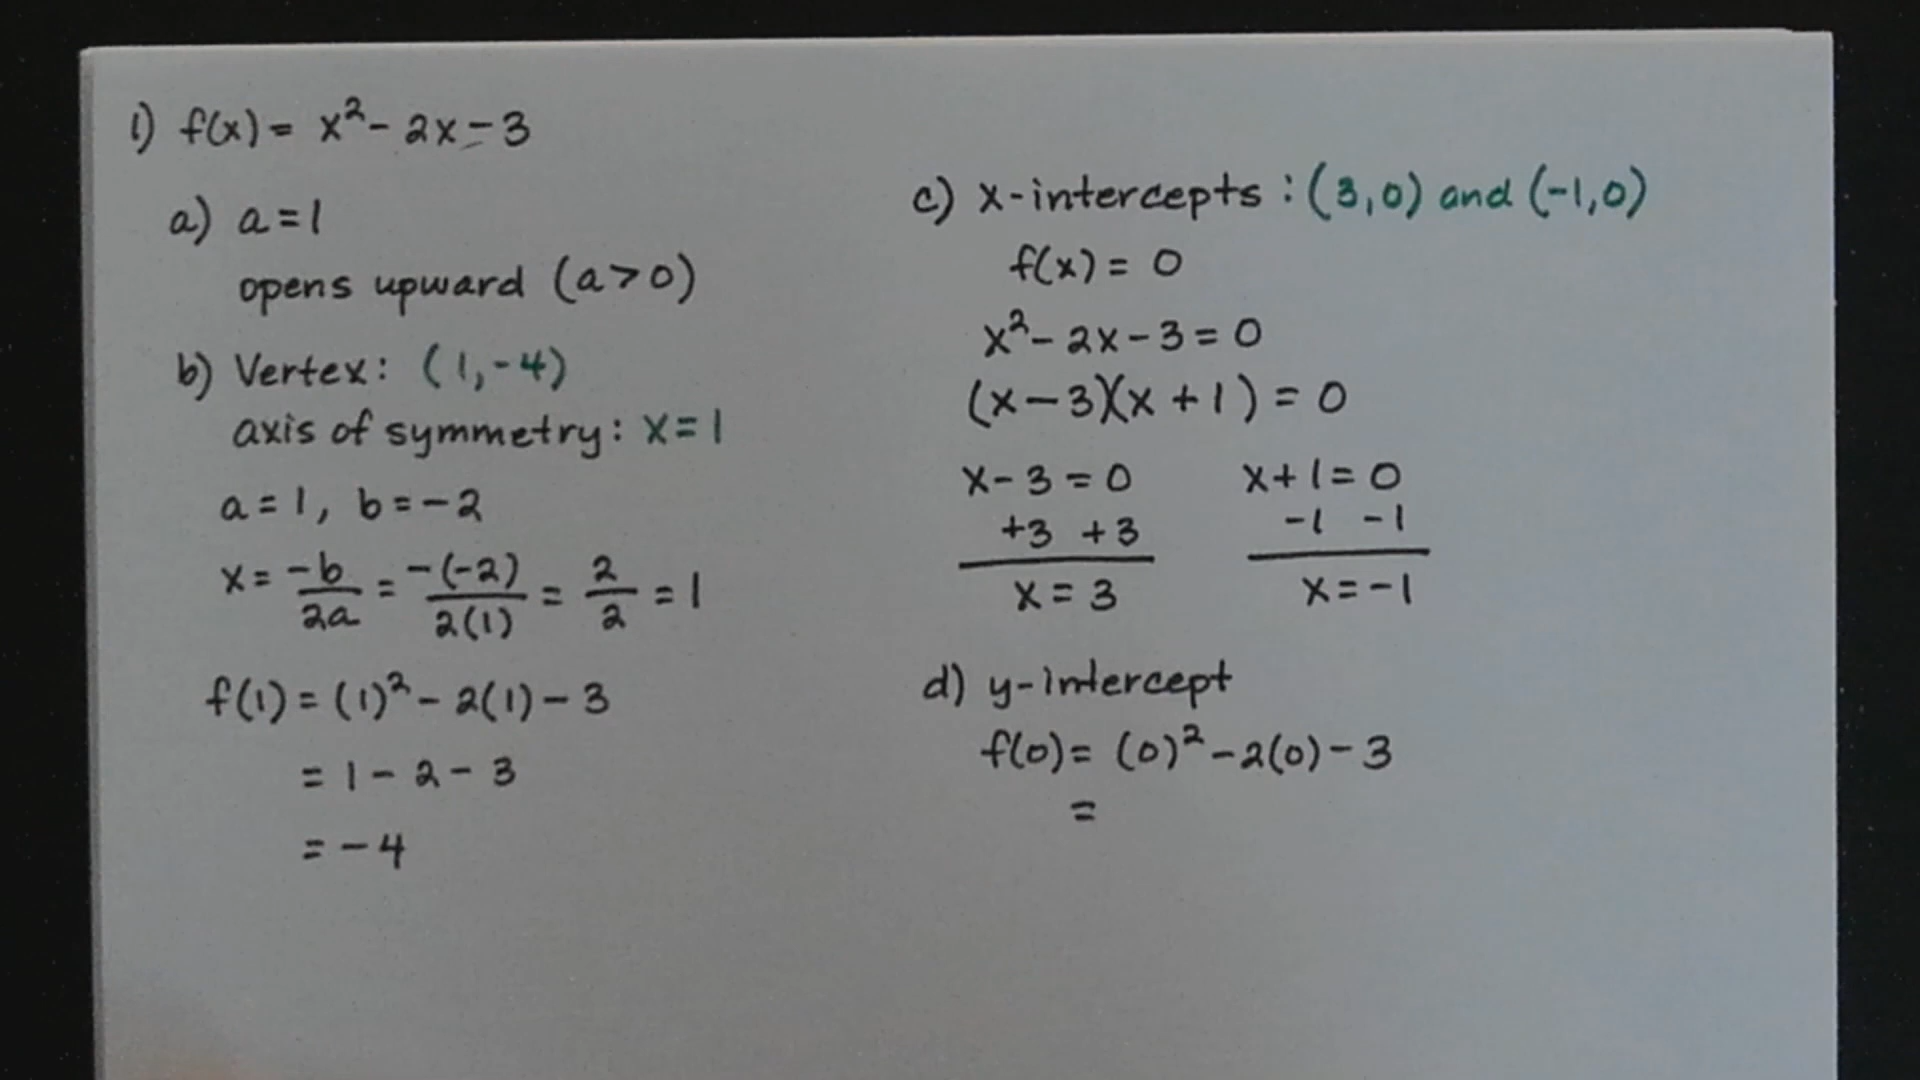 1) f(x) = x² - 2x - 3
a) a = 1
opens upward (a > 0)
b) Vertex: (1, -4)
axis of symmetry: x = 1
a = 1, b = -2
x = -b/2a = -(-2)/2(1) = 2/2 = 1
f(1) = (1)² - 2(1) - 3
= 1 - 2 - 3
= -4
c) x-intercepts : (3,0) and (-1,0)
f(x) = 0
x² - 2x - 3 = 0
(x - 3)(x + 1) = 0
x - 3 = 0 x + 1 = 0
+3 +3 -1 -1
x = 3 x = -1
d) y-intercept
f(0) = (0)² - 2(0) - 3
=